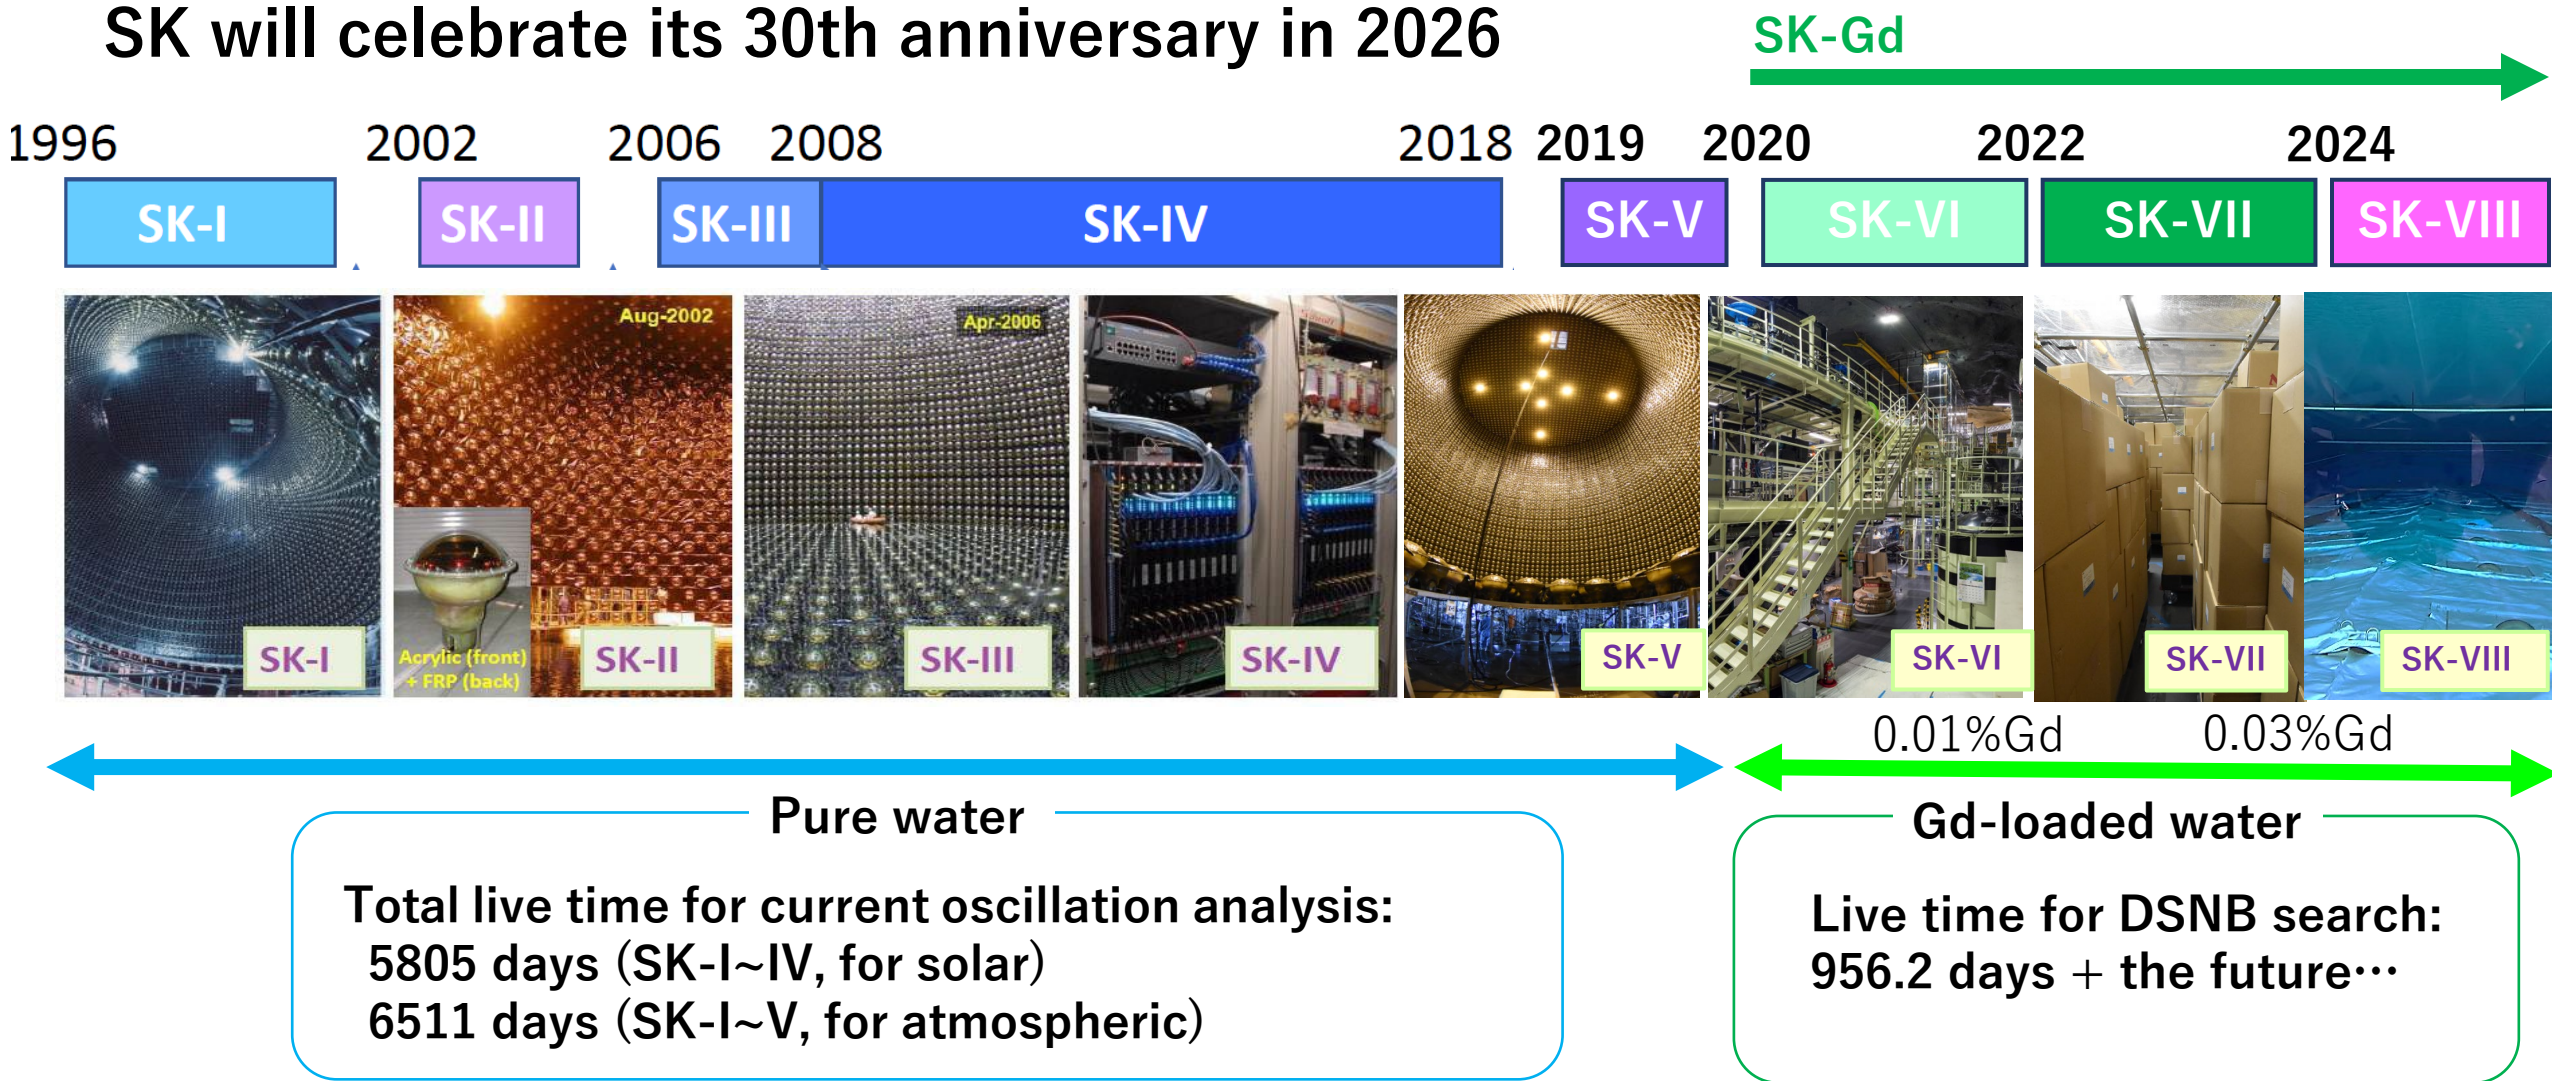 SK will celebrate its 30th anniversary in 2026
SK-Gd
1996 2002 2006 2008 2018 2019 2020 2022 2024
SK-I SK-II SK-III SK-IV SK-V SK-VI SK-VII SK-VIII
Aug-2002
Apr-2006
Acrylic (front)
+ FRP (back)
SK-I SK-II SK-III SK-IV SK-V SK-VI SK-VII SK-VIII
0.01%Gd 0.03%Gd
Pure water
Total live time for current oscillation analysis:
5805 days (SK-I~IV, for solar)
6511 days (SK-I~V, for atmospheric)
Gd-loaded water
Live time for DSNB search:
956.2 days + the future…